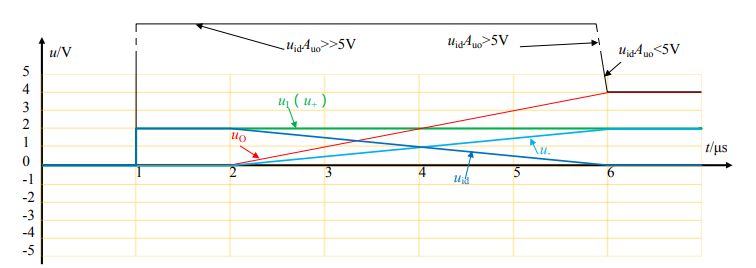 u/V
u_id A_uo>>5V
u_id A_uo>5V
u_id A_uo<5V
5
4
3
2
1
0
-1
-2
-3
-4
-5
u_I ( u_+ )
u_O
u_-
u_id
t/μs
1
2
3
4
5
6